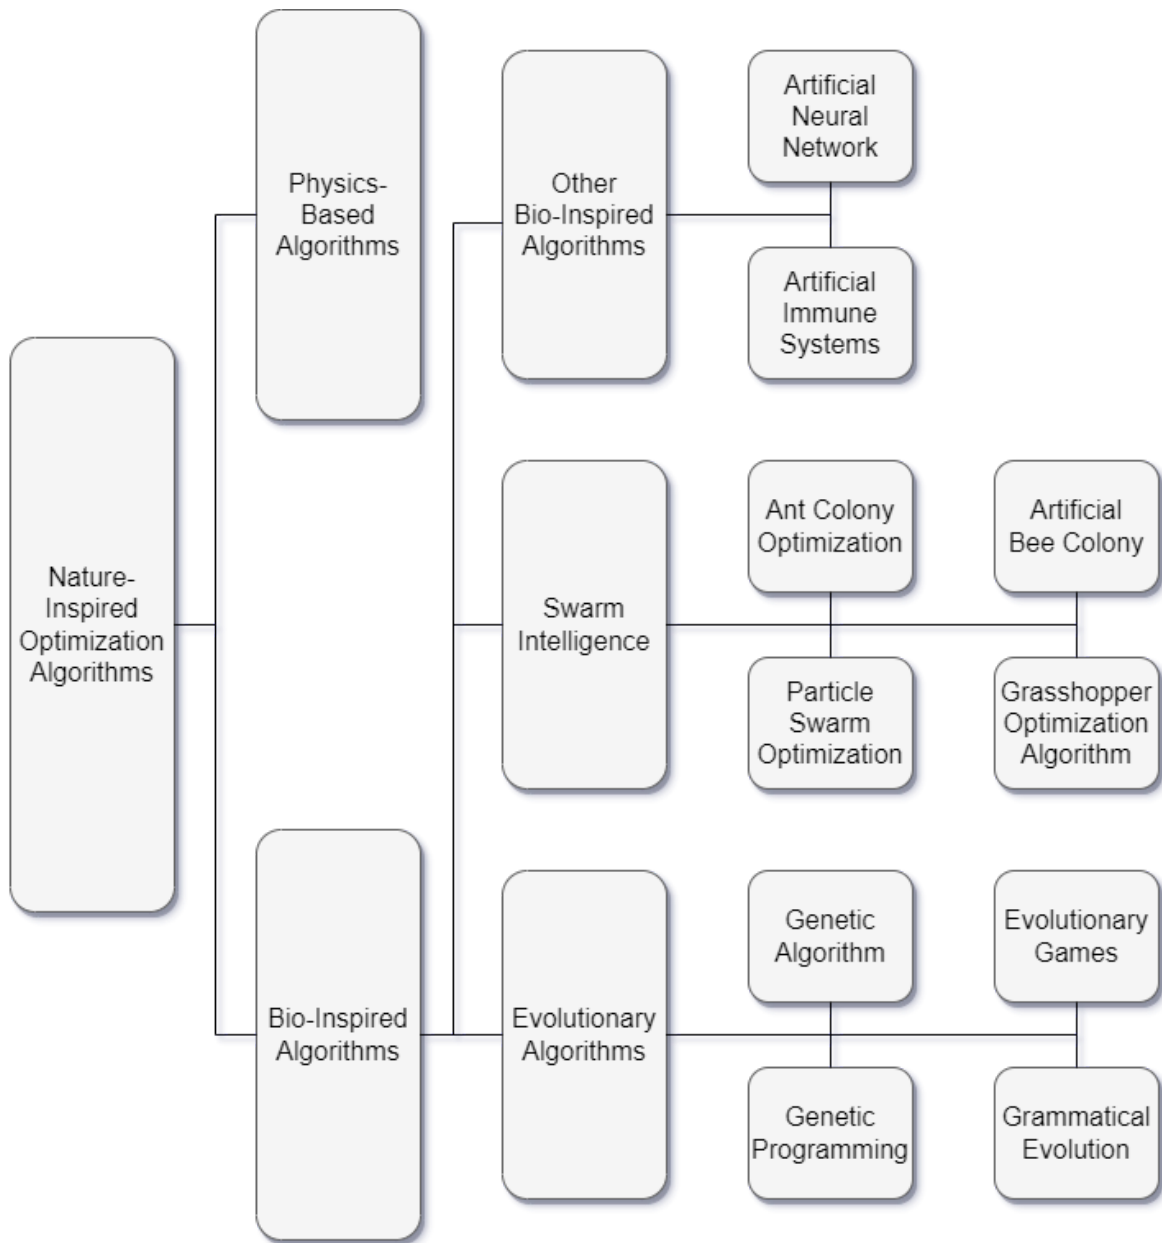 Nature-
Inspired
Optimization
Algorithms
Physics-
Based
Algorithms
Bio-Inspired
Algorithms
Other
Bio-Inspired
Algorithms
Artificial
Neural
Network
Artificial
Immune
Systems
Swarm
Intelligence
Ant Colony
Optimization
Artificial
Bee Colony
Particle
Swarm
Optimization
Grasshopper
Optimization
Algorithm
Evolutionary
Algorithms
Genetic
Algorithm
Evolutionary
Games
Genetic
Programming
Grammatical
Evolution